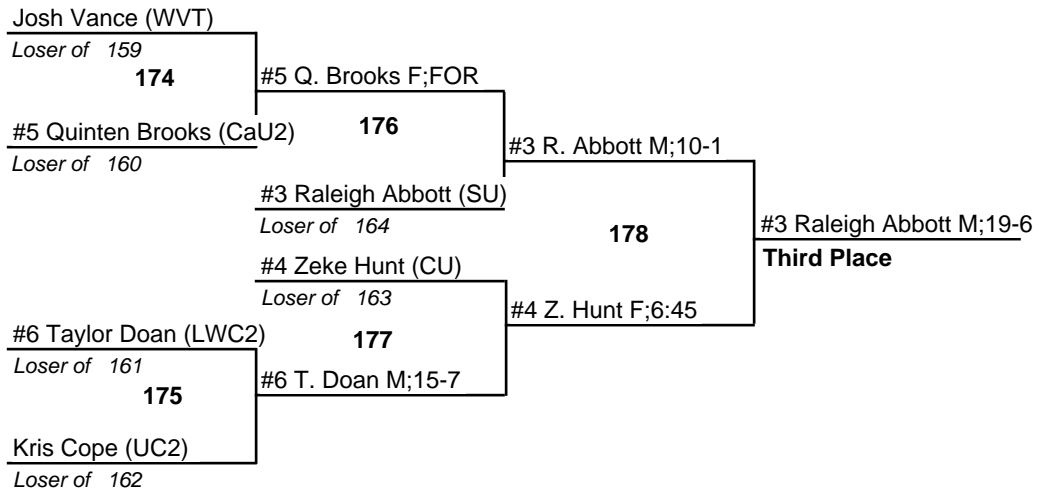 Josh Vance (WVT)
Loser of 159
174
#5 Q. Brooks F;FOR
176
#5 Quinten Brooks (CaU2)
Loser of 160
#3 R. Abbott M;10-1
#3 Raleigh Abbott (SU)
Loser of 164
178
#3 Raleigh Abbott M;19-6
Third Place
#4 Zeke Hunt (CU)
Loser of 163
#4 Z. Hunt F;6:45
#6 Taylor Doan (LWC2)
177
Loser of 161
175
#6 T. Doan M;15-7
Kris Cope (UC2)
Loser of 162